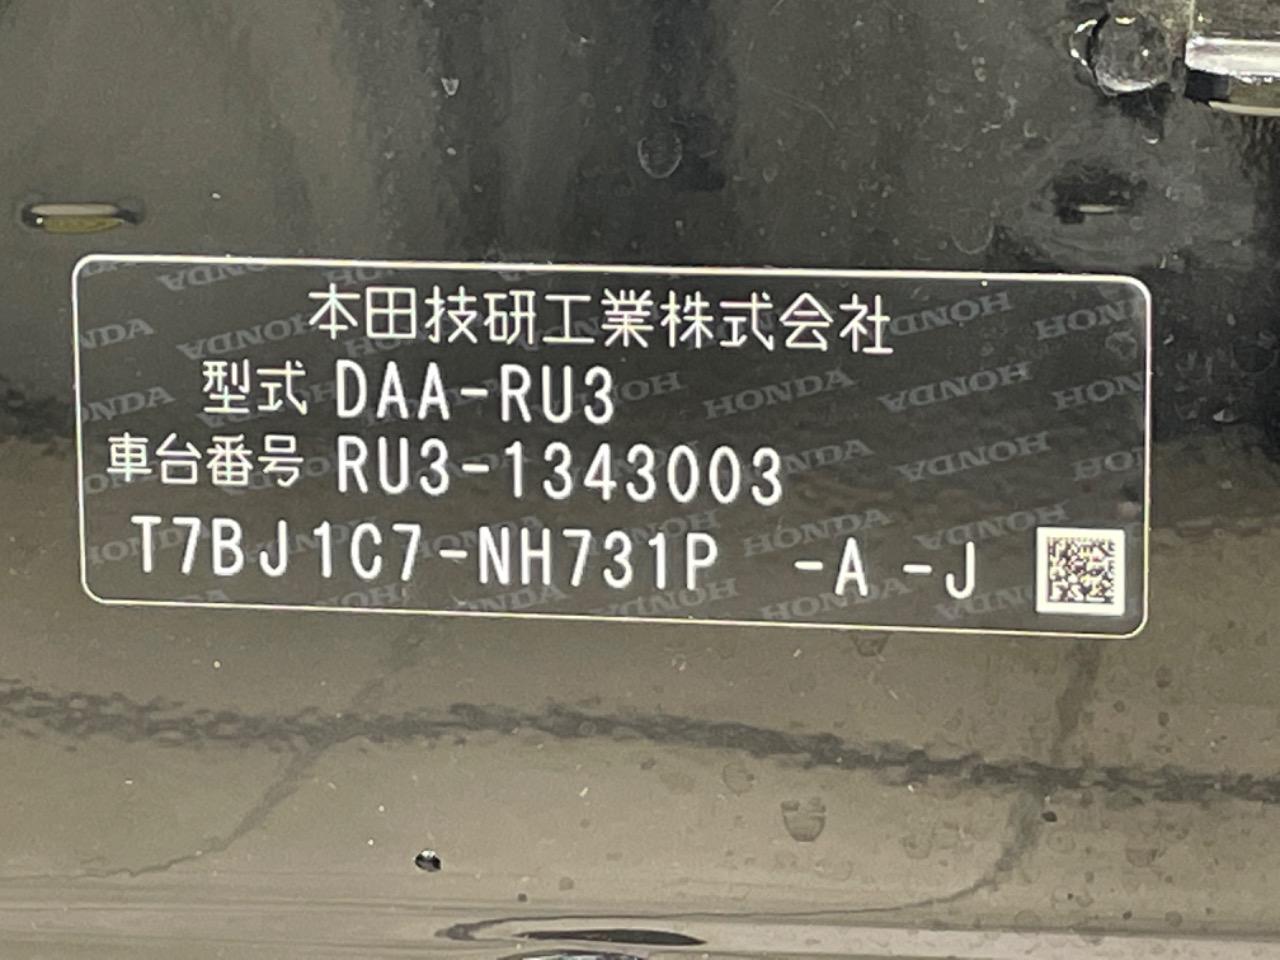 本田技研工業株式会社
型式 DAA-RU3
車台番号 RU3-1343003
T7BJ1C7-NH731P -A -J